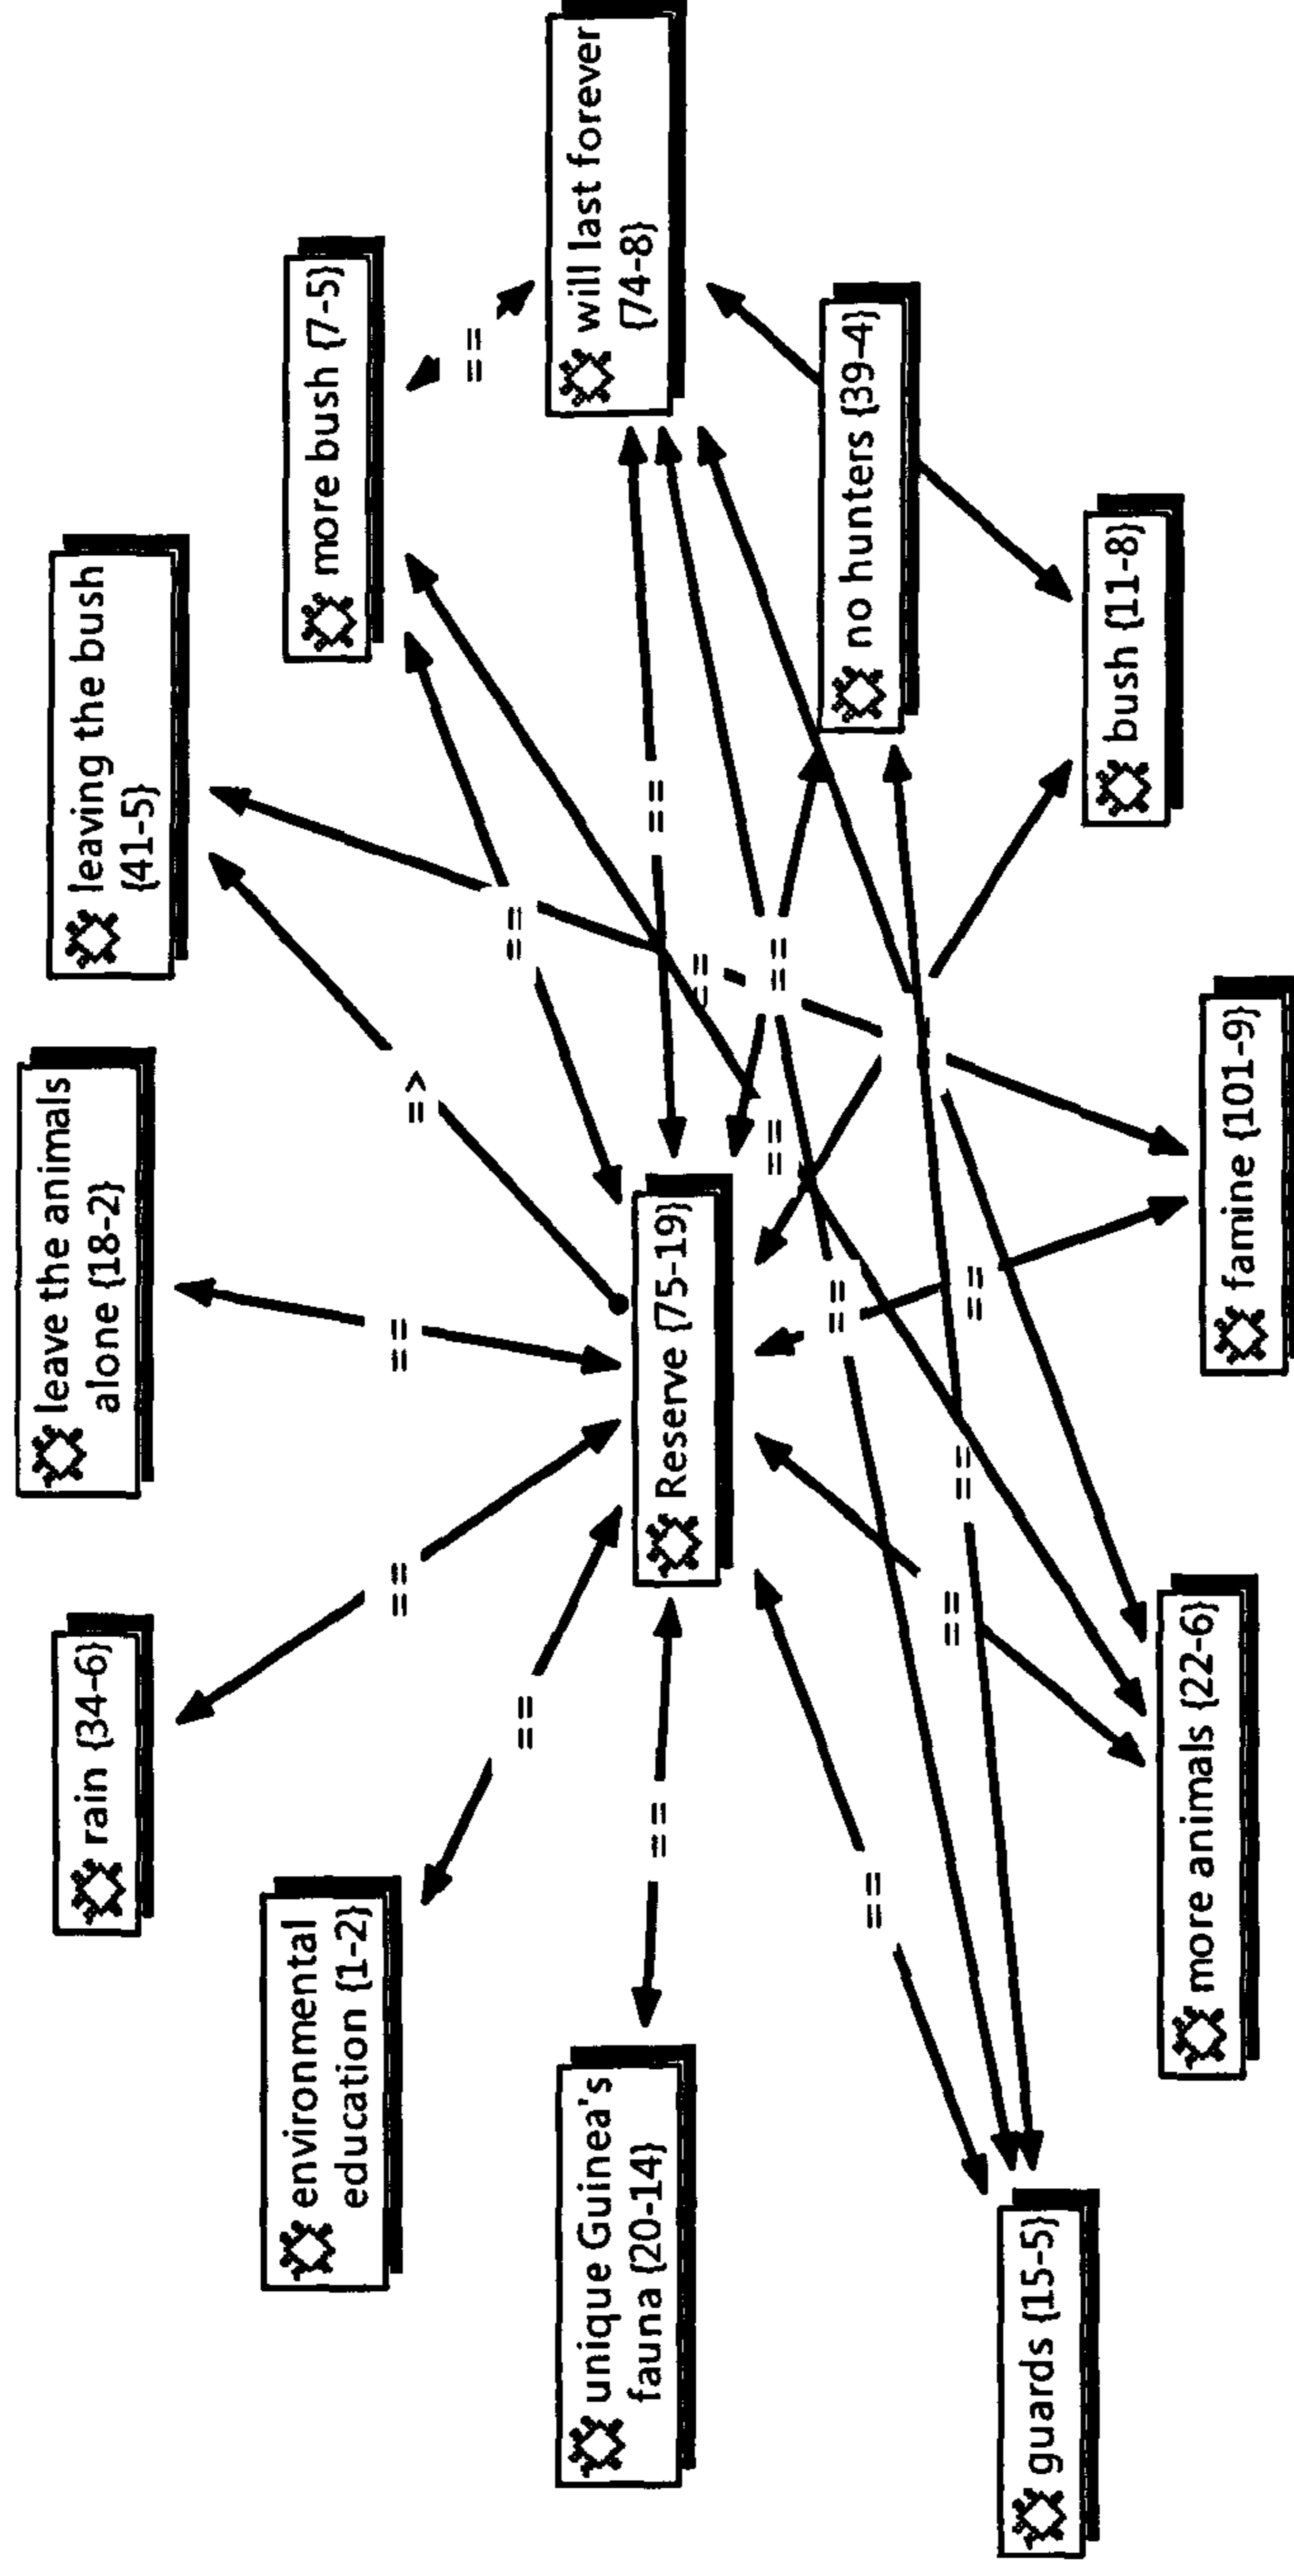 rain {34-6}
leave the animals
alone {18-2}
leaving the bush
{41-5}
environmental
education {1-2}
more bush {7-5}
unique Guinea's
fauna {20-14}
Reserve {75-19}
will last forever
{74-8}
guards {15-5}
no hunters {39-4}
more animals {22-6}
famine {101-9}
bush {11-8}
==
==
=>
==
==
==
==
==
==
==
==
==
==
==
==
==